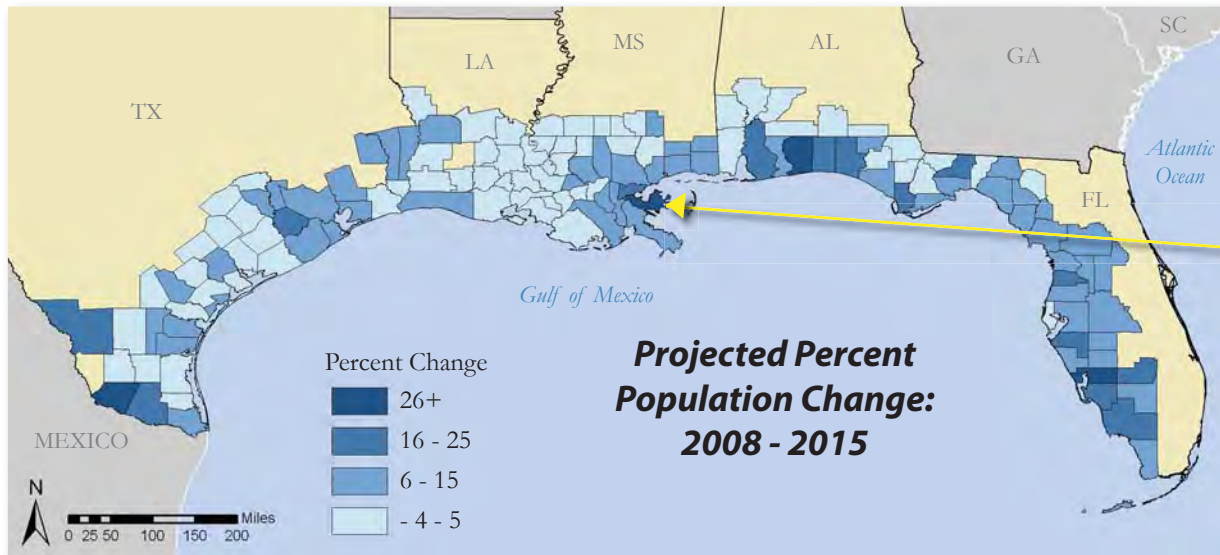 SC
MS
AL
LA
GA
TX
Atlantic
Ocean
FL
Gulf of Mexico
Projected Percent
Population Change:
2008 - 2015
Percent Change
26+
16 - 25
6 - 15
- 4 - 5
MEXICO
N
Miles
0 25 50 100 150 200